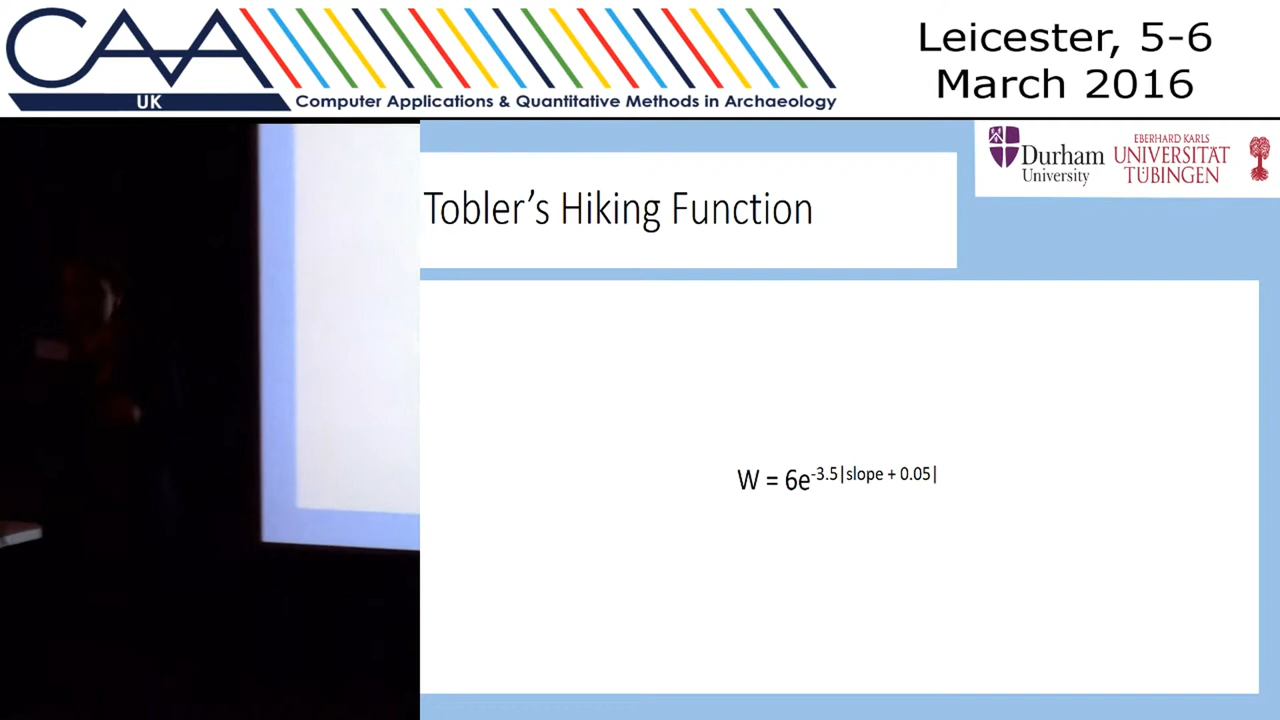 CAA
UK
Computer Applications & Quantitative Methods in Archaeology
Leicester, 5-6
March 2016
Durham
University
EBERHARD KARLS
UNIVERSITÄT
TÜBINGEN
Tobler's Hiking Function
W = 6e-3.5|slope + 0.05|